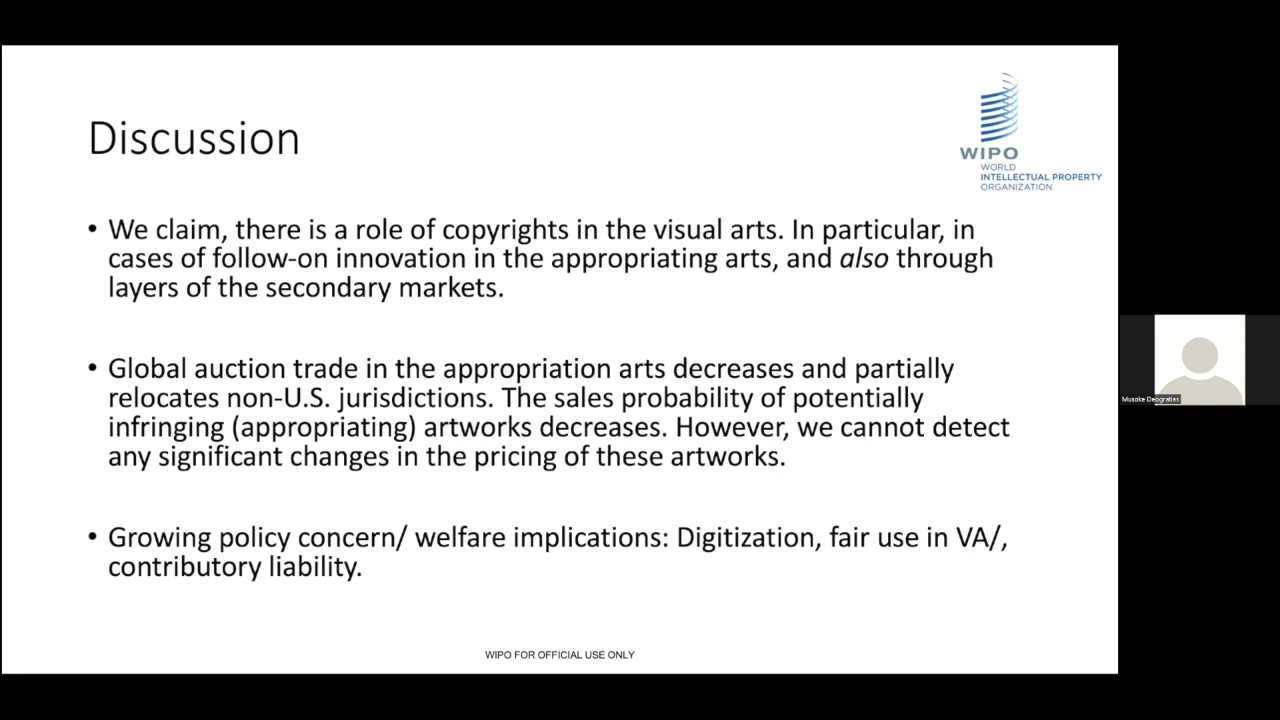 Discussion
WIPO
WORLD
INTELLECTUAL PROPERTY
ORGANIZATION
• We claim, there is a role of copyrights in the visual arts. In particular, in
cases of follow-on innovation in the appropriating arts, and also through
layers of the secondary markets.
• Global auction trade in the appropriation arts decreases and partially
relocates non-U.S. jurisdictions. The sales probability of potentially
infringing (appropriating) artworks decreases. However, we cannot detect
any significant changes in the pricing of these artworks.
• Growing policy concern/ welfare implications: Digitization, fair use in VA/,
contributory liability.
WIPO FOR OFFICIAL USE ONLY
Musoke Deogratias